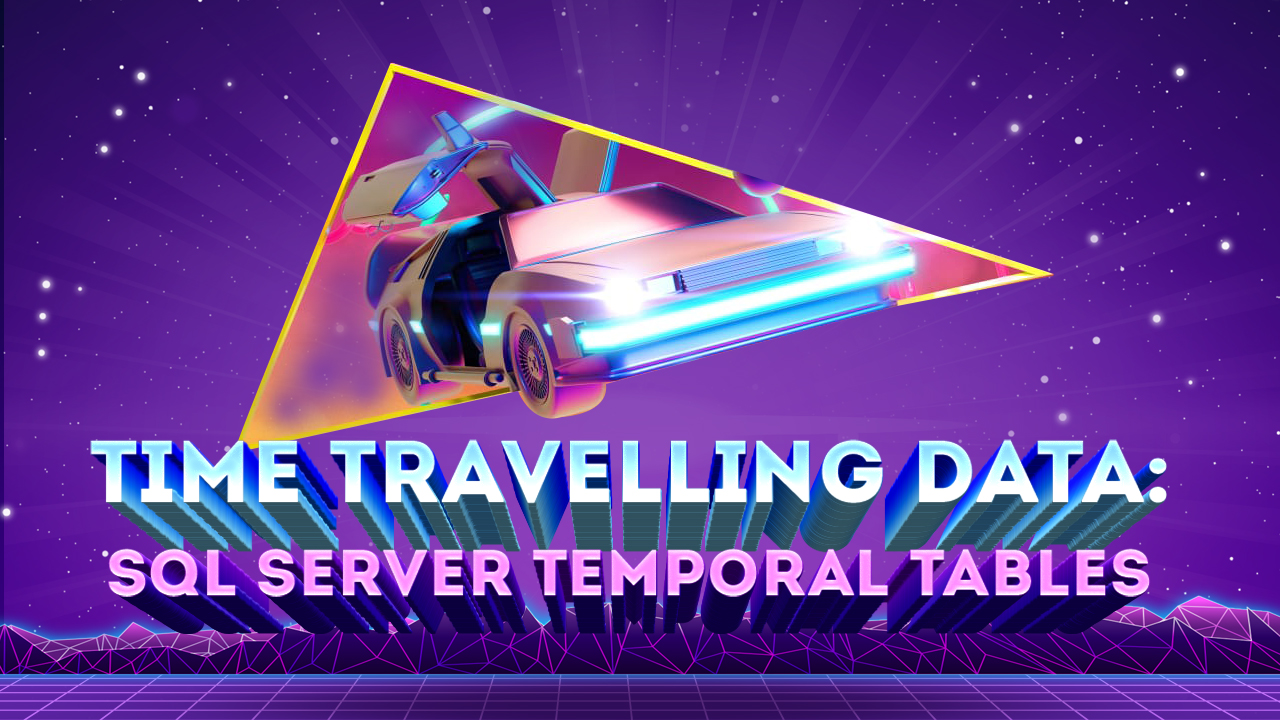 TIME TRAVELLING DATA:
SQL SERVER TEMPORAL TABLES